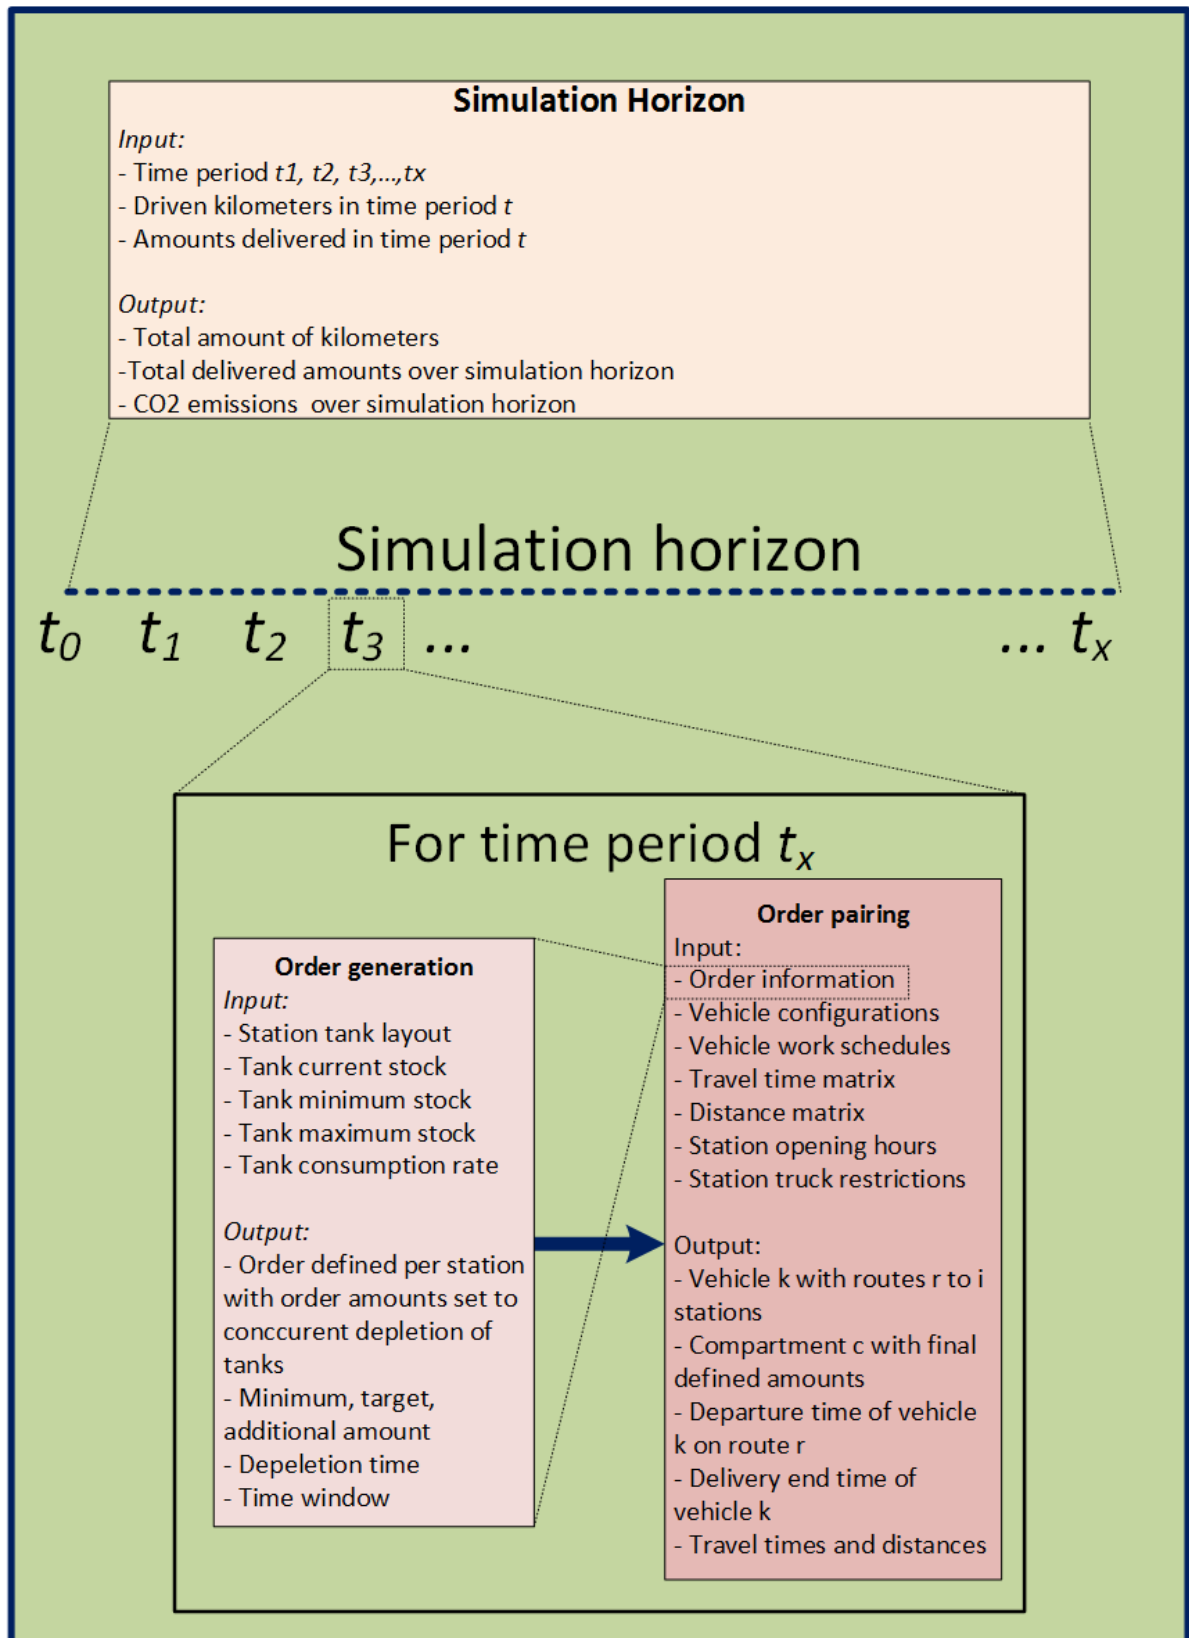 Simulation Horizon
Input:
- Time period t1, t2, t3,...,tx
- Driven kilometers in time period t
- Amounts delivered in time period t
Output:
- Total amount of kilometers
-Total delivered amounts over simulation horizon
- CO2 emissions  over simulation horizon
Simulation horizon
t0 t1 t2 t3 ... ... tx
For time period tx
Order generation
Input:
- Station tank layout
- Tank current stock
- Tank minimum stock
- Tank maximum stock
- Tank consumption rate
Output:
- Order defined per station
with order amounts set to
conccurent depletion of
tanks
- Minimum, target,
additional amount
- Depeletion time
- Time window
Order pairing
Input:
- Order information
- Vehicle configurations
- Vehicle work schedules
- Travel time matrix
- Distance matrix
- Station opening hours
- Station truck restrictions
Output:
- Vehicle k with routes r to i
stations
- Compartment c with final
defined amounts
- Departure time of vehicle
k on route r
- Delivery end time of
vehicle k
- Travel times and distances